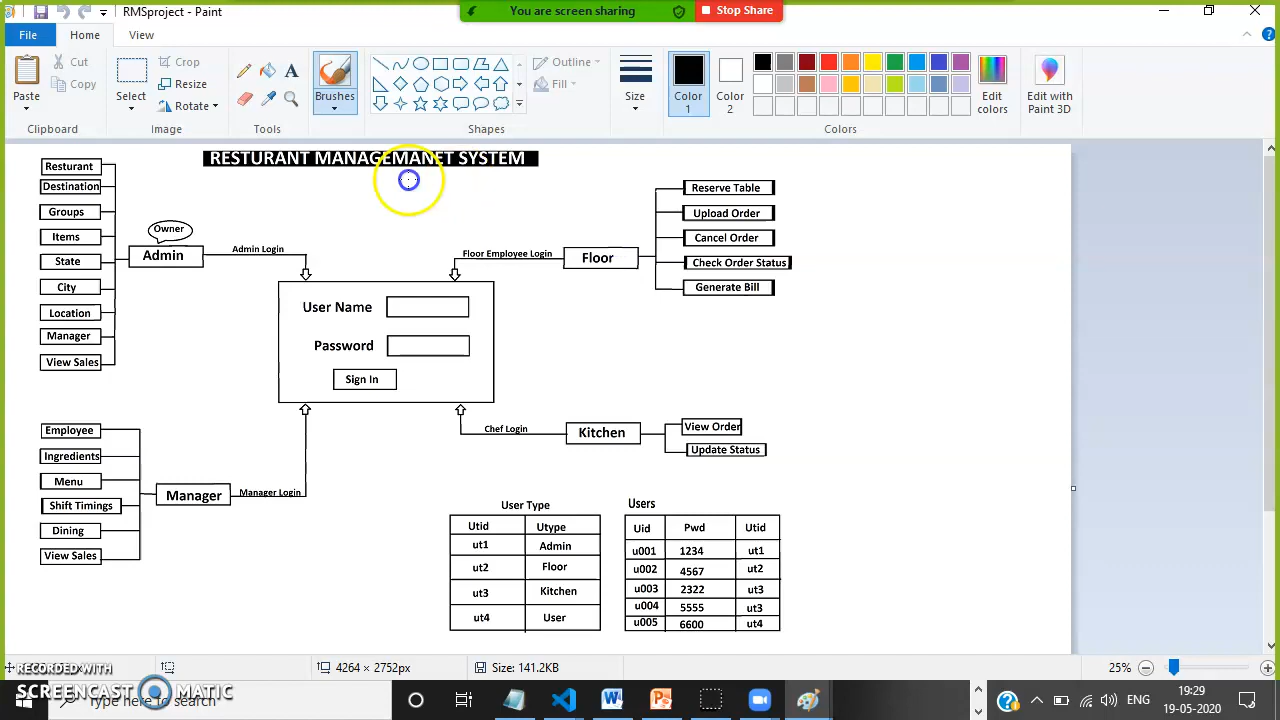 RMSproject - Paint
You are screen sharing
Stop Share
File
Home
View
Paste
Cut
Copy
Clipboard
Select
Crop
Resize
Rotate
Image
Tools
Brushes
Shapes
Outline
Fill
Size
Color 1
Color 2
Edit colors
Edit with Paint 3D
Colors
RESTURANT MANAGEMANET SYSTEM
Resturant
Destination
Groups
Items
State
City
Location
Manager
View Sales
Owner
Admin
Admin Login
Floor Employee Login
Floor
Reserve Table
Upload Order
Cancel Order
Check Order Status
Generate Bill
User Name
Password
Sign In
Employee
Ingredients
Menu
Shift Timings
Dining
View Sales
Manager
Manager Login
Chef Login
Kitchen
View Order
Update Status
User Type
Utid Utype
ut1 Admin
ut2 Floor
ut3 Kitchen
ut4 User
Users
Uid Pwd Utid
u001 1234 ut1
u002 4567 ut2
u003 2322 ut3
u004 5555 ut3
u005 6600 ut4
4264 × 2752px
Size: 141.2KB
25%
RECORDED WITH
SCREENCAST MATIC
Type here to search
ENG
19:29
19-05-2020